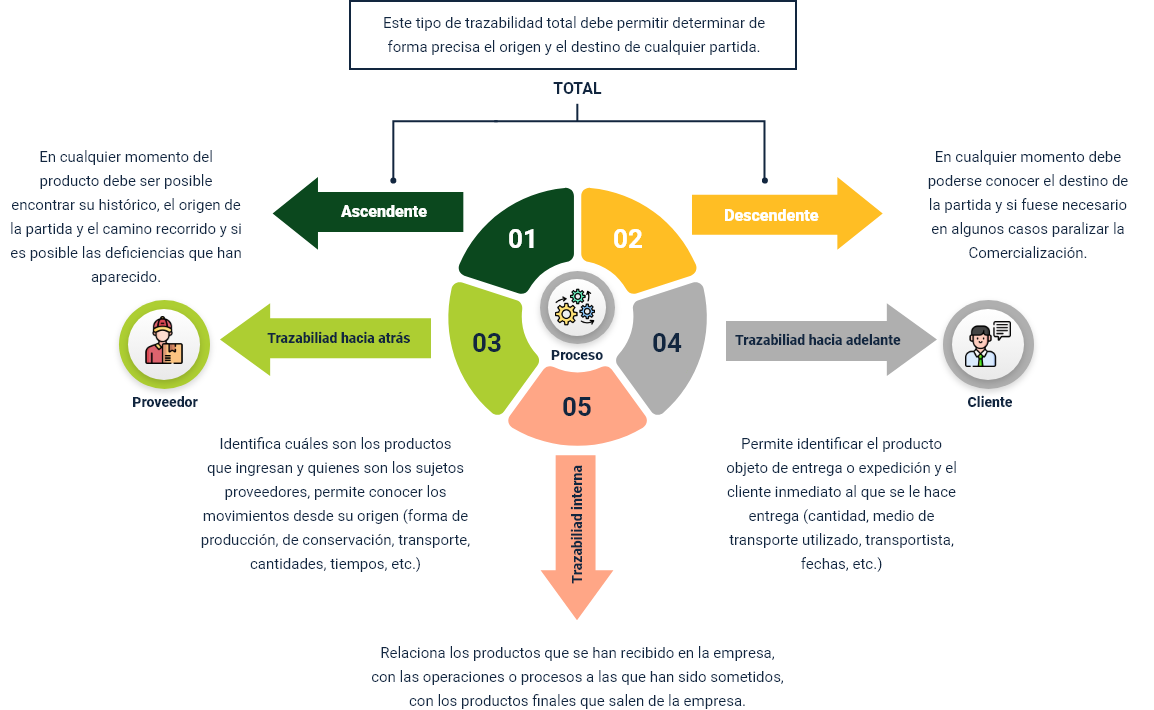 Este tipo de trazabilidad total debe permitir determinar de
forma precisa el origen y el destino de cualquier partida.
TOTAL
En cualquier momento del
producto debe ser posible
encontrar su histórico, el origen de
la partida y el camino recorrido y si
es posible las deficiencias que han
aparecido.
Ascendente
01
02
Descendente
En cualquier momento debe
poderse conocer el destino de
la partida y si fuese necesario
en algunos casos paralizar la
Comercialización.
Proveedor
Trazabiliad hacia atrás
03
Proceso
04
Trazabiliad hacia adelante
Cliente
05
Identifica cuáles son los productos
que ingresan y quienes son los sujetos
proveedores, permite conocer los
movimientos desde su origen (forma de
producción, de conservación, transporte,
cantidades, tiempos, etc.)
Trazabiliad interna
Permite identificar el producto
objeto de entrega o expedición y el
cliente inmediato al que se le hace
entrega (cantidad, medio de
transporte utilizado, transportista,
fechas, etc.)
Relaciona los productos que se han recibido en la empresa,
con las operaciones o procesos a las que han sido sometidos,
con los productos finales que salen de la empresa.